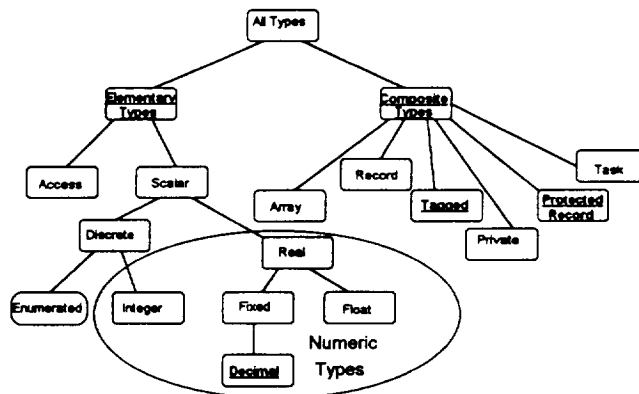 All Types
Elementary
Types
Composite
Types
Access
Scalar
Array
Record
Tagged
Private
Protected
Record
Task
Discrete
Real
Enumerated
Integer
Fixed
Float
Decimal
Numeric
Types